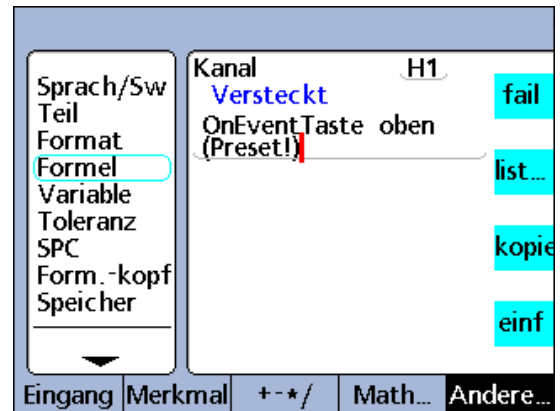 Sprach/Sw
Teil
Format
Formel
Variable
Toleranz
SPC
Form.-kopf
Speicher
Kanal H1
Versteckt
OnEventTaste oben
(Preset!)
fail
list...
kopie
einf
Eingang Merkmal +-*/ Math... Andere...